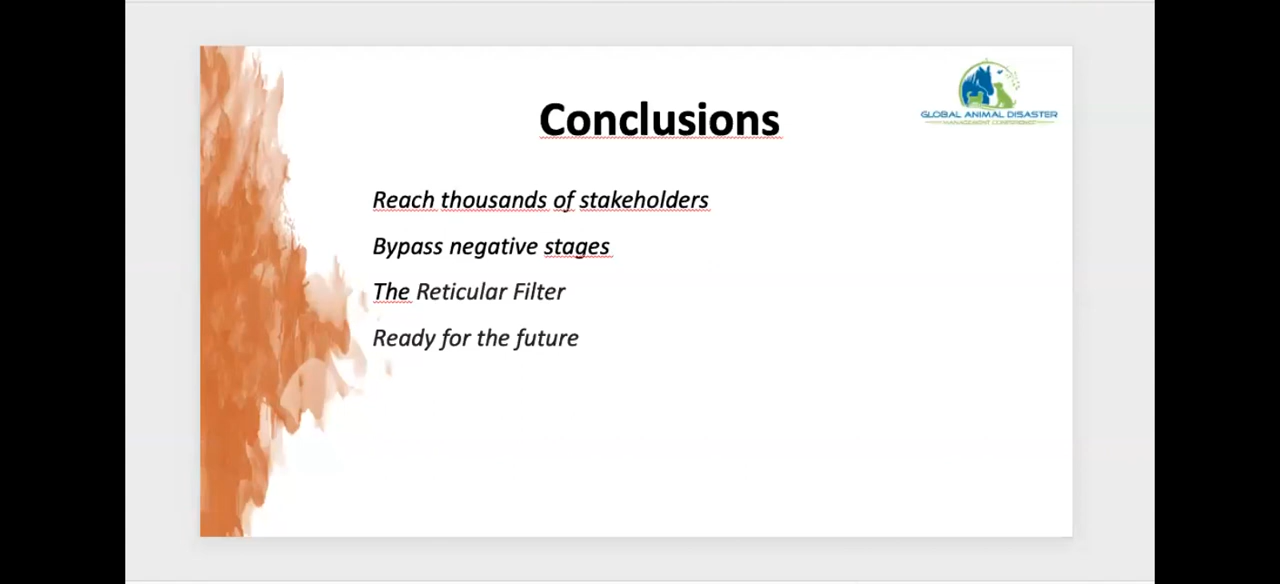 Conclusions
GLOBAL ANIMAL DISASTER
MANAGEMENT CONFERENCE
Reach thousands of stakeholders
Bypass negative stages
The Reticular Filter
Ready for the future